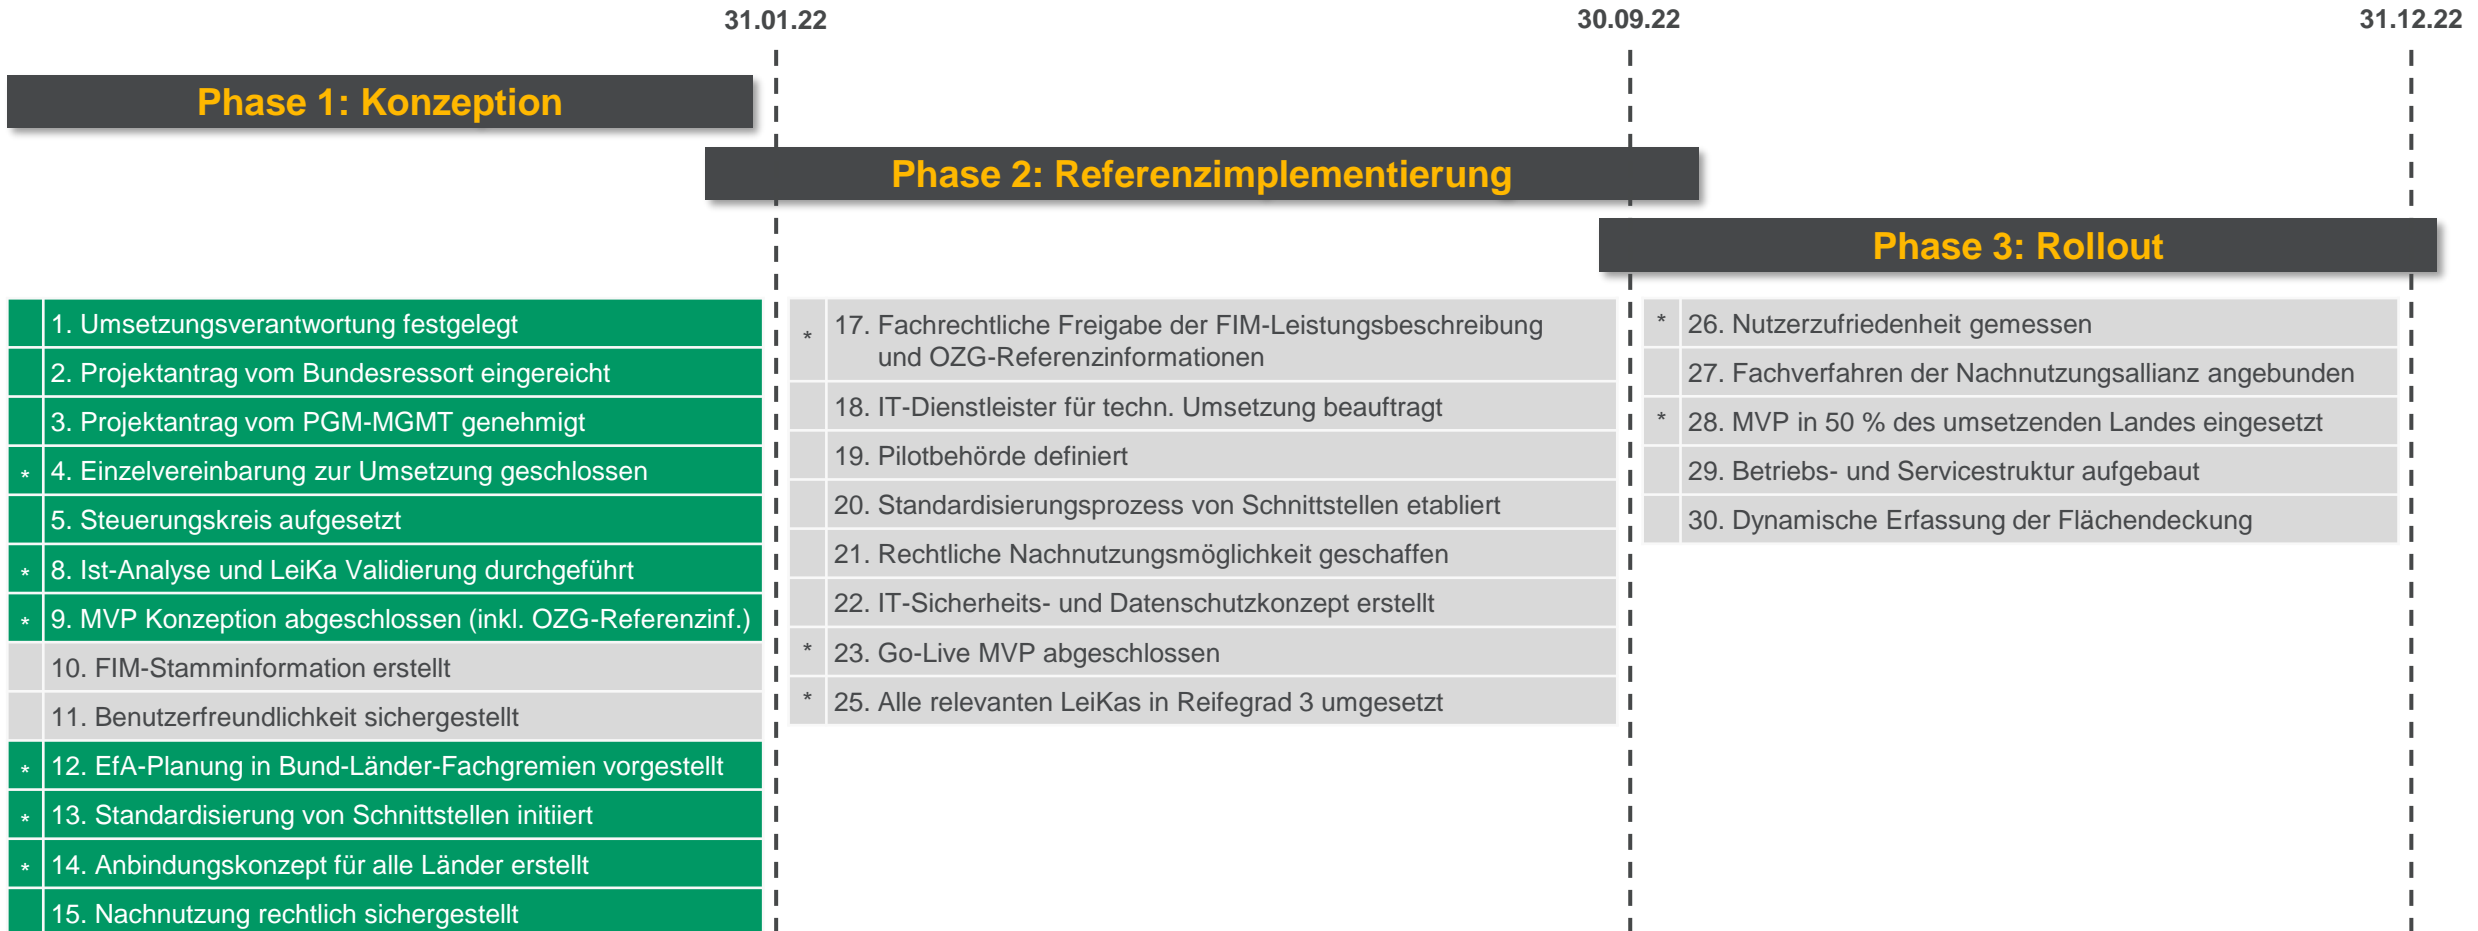 31.01.22
30.09.22
31.12.22
Phase 1: Konzeption
Phase 2: Referenzimplementierung
Phase 3: Rollout
1. Umsetzungsverantwortung festgelegt
2. Projektantrag vom Bundesressort eingereicht
3. Projektantrag vom PGM-MGMT genehmigt
* 4. Einzelvereinbarung zur Umsetzung geschlossen
5. Steuerungskreis aufgesetzt
* 8. Ist-Analyse und LeiKa Validierung durchgeführt
* 9. MVP Konzeption abgeschlossen (inkl. OZG-Referenzinf.)
10. FIM-Stamminformation erstellt
11. Benutzerfreundlichkeit sichergestellt
* 12. EfA-Planung in Bund-Länder-Fachgremien vorgestellt
* 13. Standardisierung von Schnittstellen initiiert
* 14. Anbindungskonzept für alle Länder erstellt
15. Nachnutzung rechtlich sichergestellt
* 17. Fachrechtliche Freigabe der FIM-Leistungsbeschreibung
und OZG-Referenzinformationen
18. IT-Dienstleister für techn. Umsetzung beauftragt
19. Pilotbehörde definiert
20. Standardisierungsprozess von Schnittstellen etabliert
21. Rechtliche Nachnutzungsmöglichkeit geschaffen
22. IT-Sicherheits- und Datenschutzkonzept erstellt
* 23. Go-Live MVP abgeschlossen
* 25. Alle relevanten LeiKas in Reifegrad 3 umgesetzt
* 26. Nutzerzufriedenheit gemessen
27. Fachverfahren der Nachnutzungsallianz angebunden
* 28. MVP in 50 % des umsetzenden Landes eingesetzt
29. Betriebs- und Servicestruktur aufgebaut
30. Dynamische Erfassung der Flächendeckung